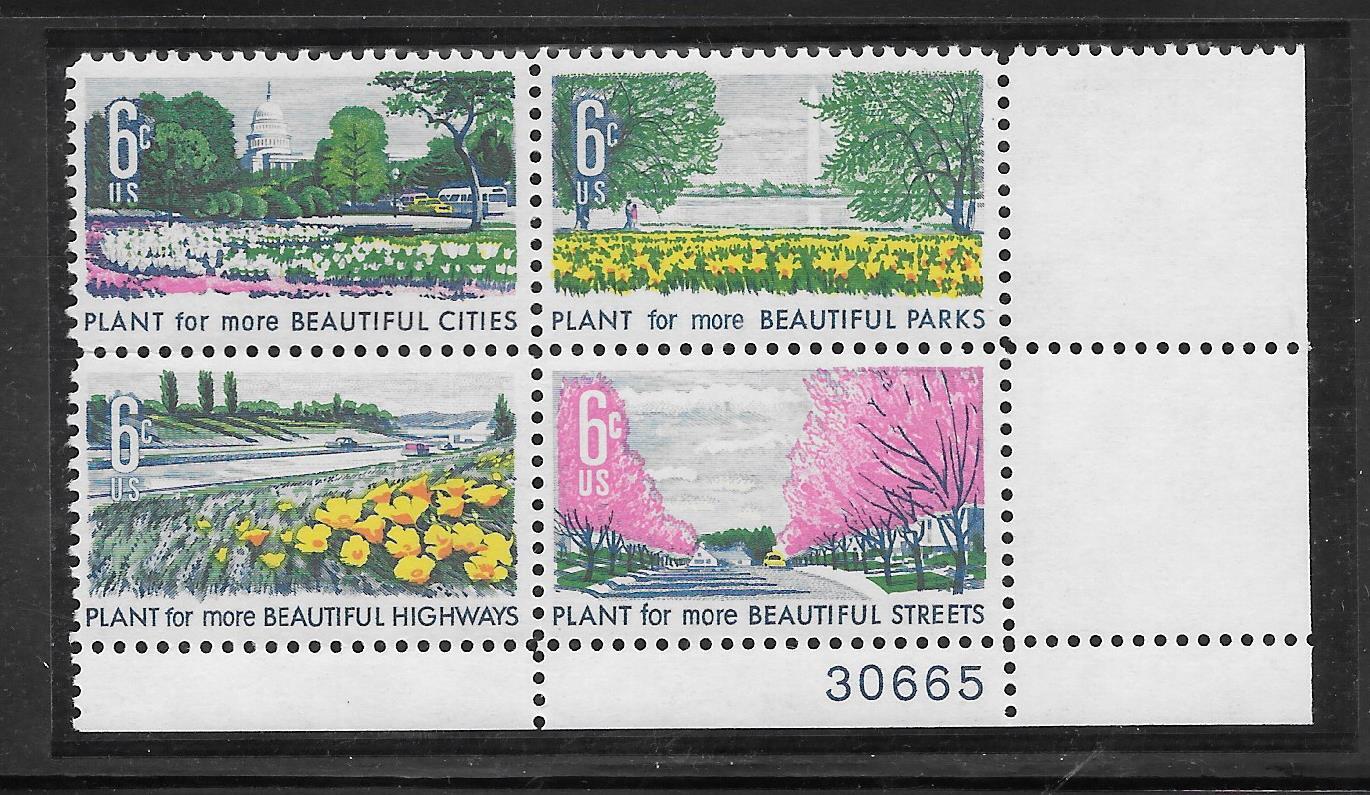 6c
US
PLANT for more BEAUTIFUL CITIES
6c
US
PLANT for more BEAUTIFUL PARKS
6c
US
PLANT for more BEAUTIFUL HIGHWAYS
6c
US
PLANT for more BEAUTIFUL STREETS
30665